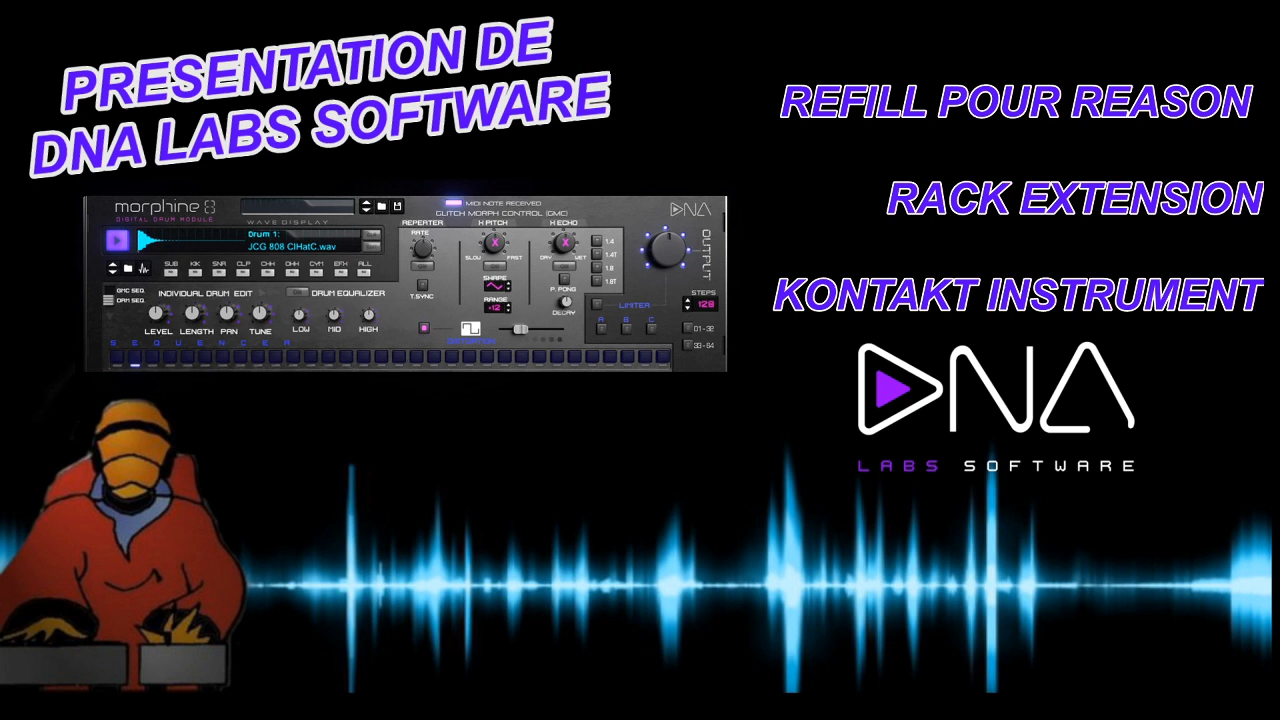 PRESENTATION DE
DNA LABS SOFTWARE
REFILL POUR REASON
RACK EXTENSION
KONTAKT INSTRUMENT
DNA
LABS SOFTWARE
morphine
DIGITAL DRUM MODULE
WAVE DISPLAY
MIDI NOTE RECEIVED
GLITCH MORPH CONTROL (GMC)
DNA
REPERTER H PITCH H ECHO
Drum 1:
JCG 808 ClHatC.wav
RATE
X X
SLOW FAST DRY WET
1.4
1.4T
1.8
1.8T
OUTPUT
SUB KIK SNR CLP CHH OHH CYM EFX ALL
ON
T.SYNC
SHAPE
RANGE
-12
P. PONG
DECAY
GMC SEQ.
DRM SEQ.
INDIVIDUAL DRUM EDIT
DRUM EQUALIZER
LEVEL LENGTH PAN TUNE LOW MID HIGH
LIMITER
A B C
STEPS
128
01-32
33-64
SEQUENCER